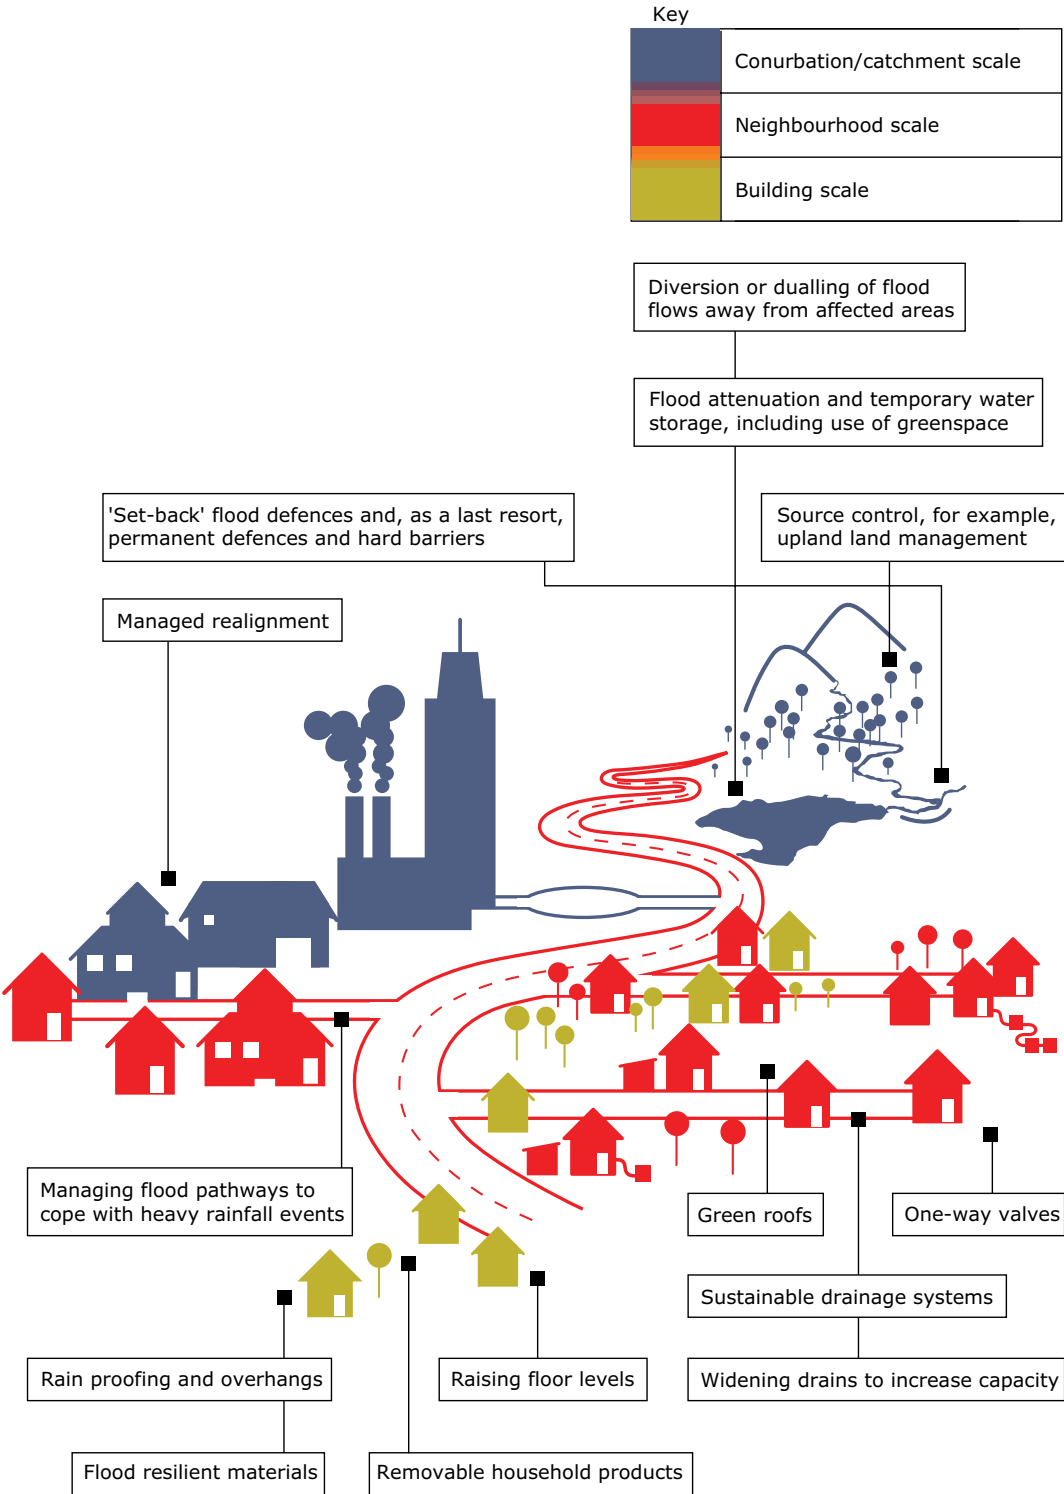 Key
Conurbation/catchment scale
Neighbourhood scale
Building scale
Diversion or dualling of flood
flows away from affected areas
Flood attenuation and temporary water
storage, including use of greenspace
'Set-back' flood defences and, as a last resort,
permanent defences and hard barriers
Source control, for example,
upland land management
Managed realignment
Managing flood pathways to
cope with heavy rainfall events
Green roofs
One-way valves
Sustainable drainage systems
Rain proofing and overhangs
Raising floor levels
Widening drains to increase capacity
Flood resilient materials
Removable household products